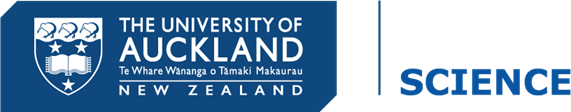 THE UNIVERSITY OF
AUCKLAND
Te Whare Wānanga o Tāmaki Makaurau
NEW ZEALAND
SCIENCE